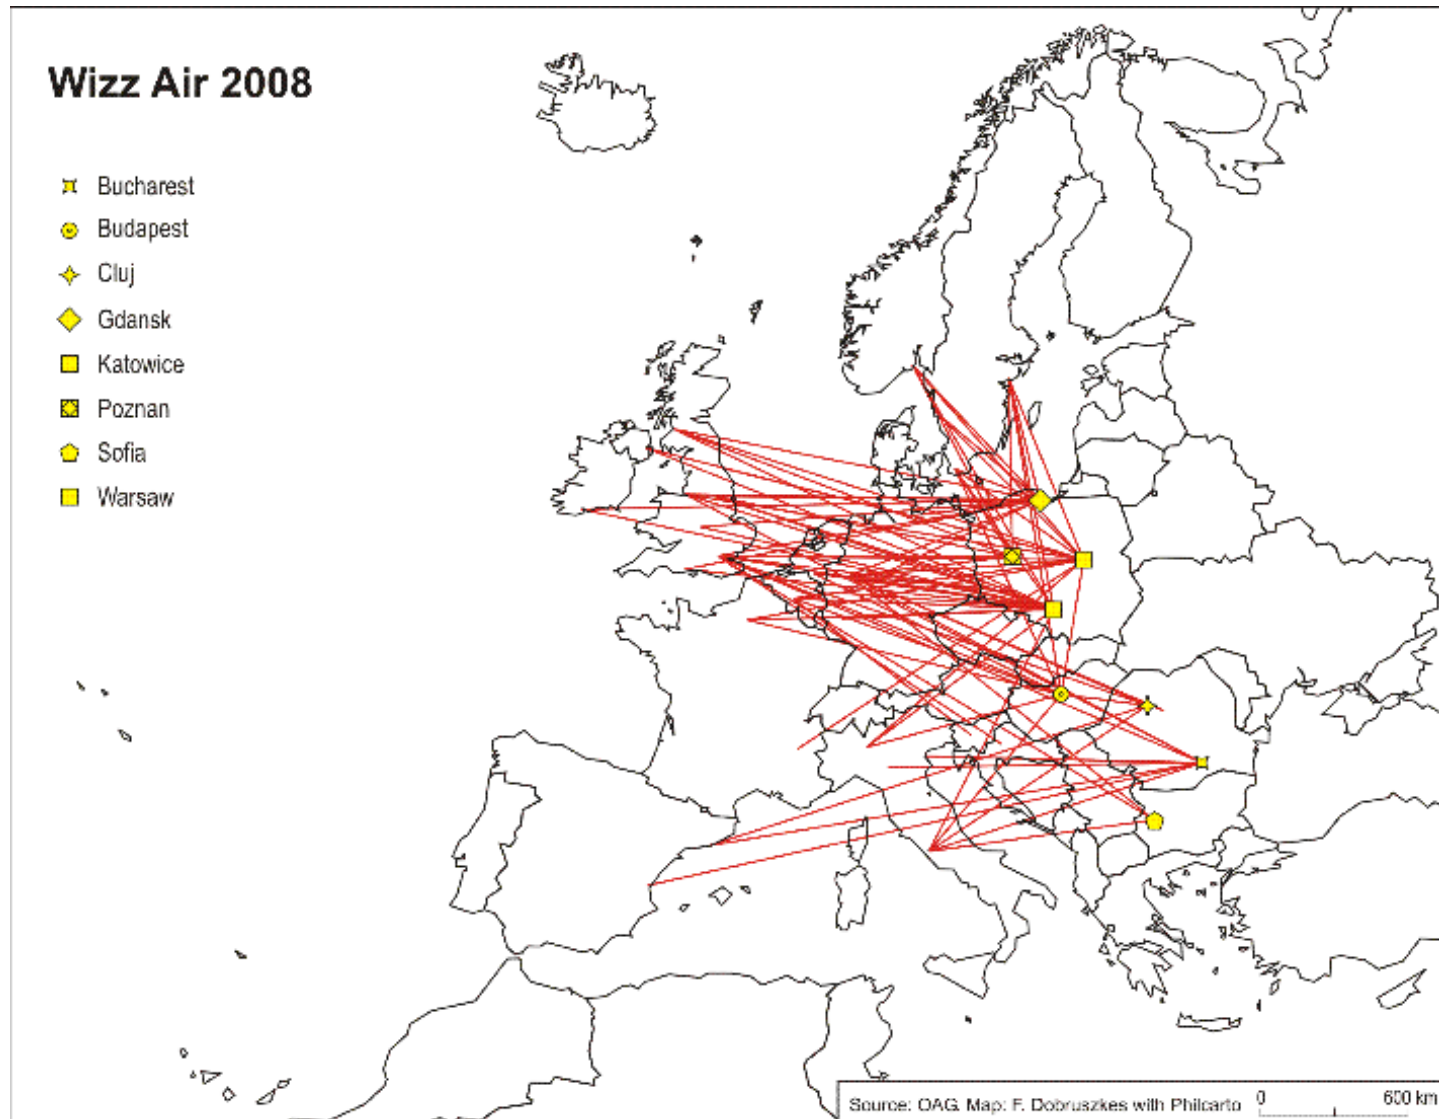 Wizz Air 2008
Bucharest
Budapest
Cluj
Gdansk
Katowice
Poznan
Sofia
Warsaw
Source: OAG. Map: F. Dobruszkes with Philcarto
0 600 km